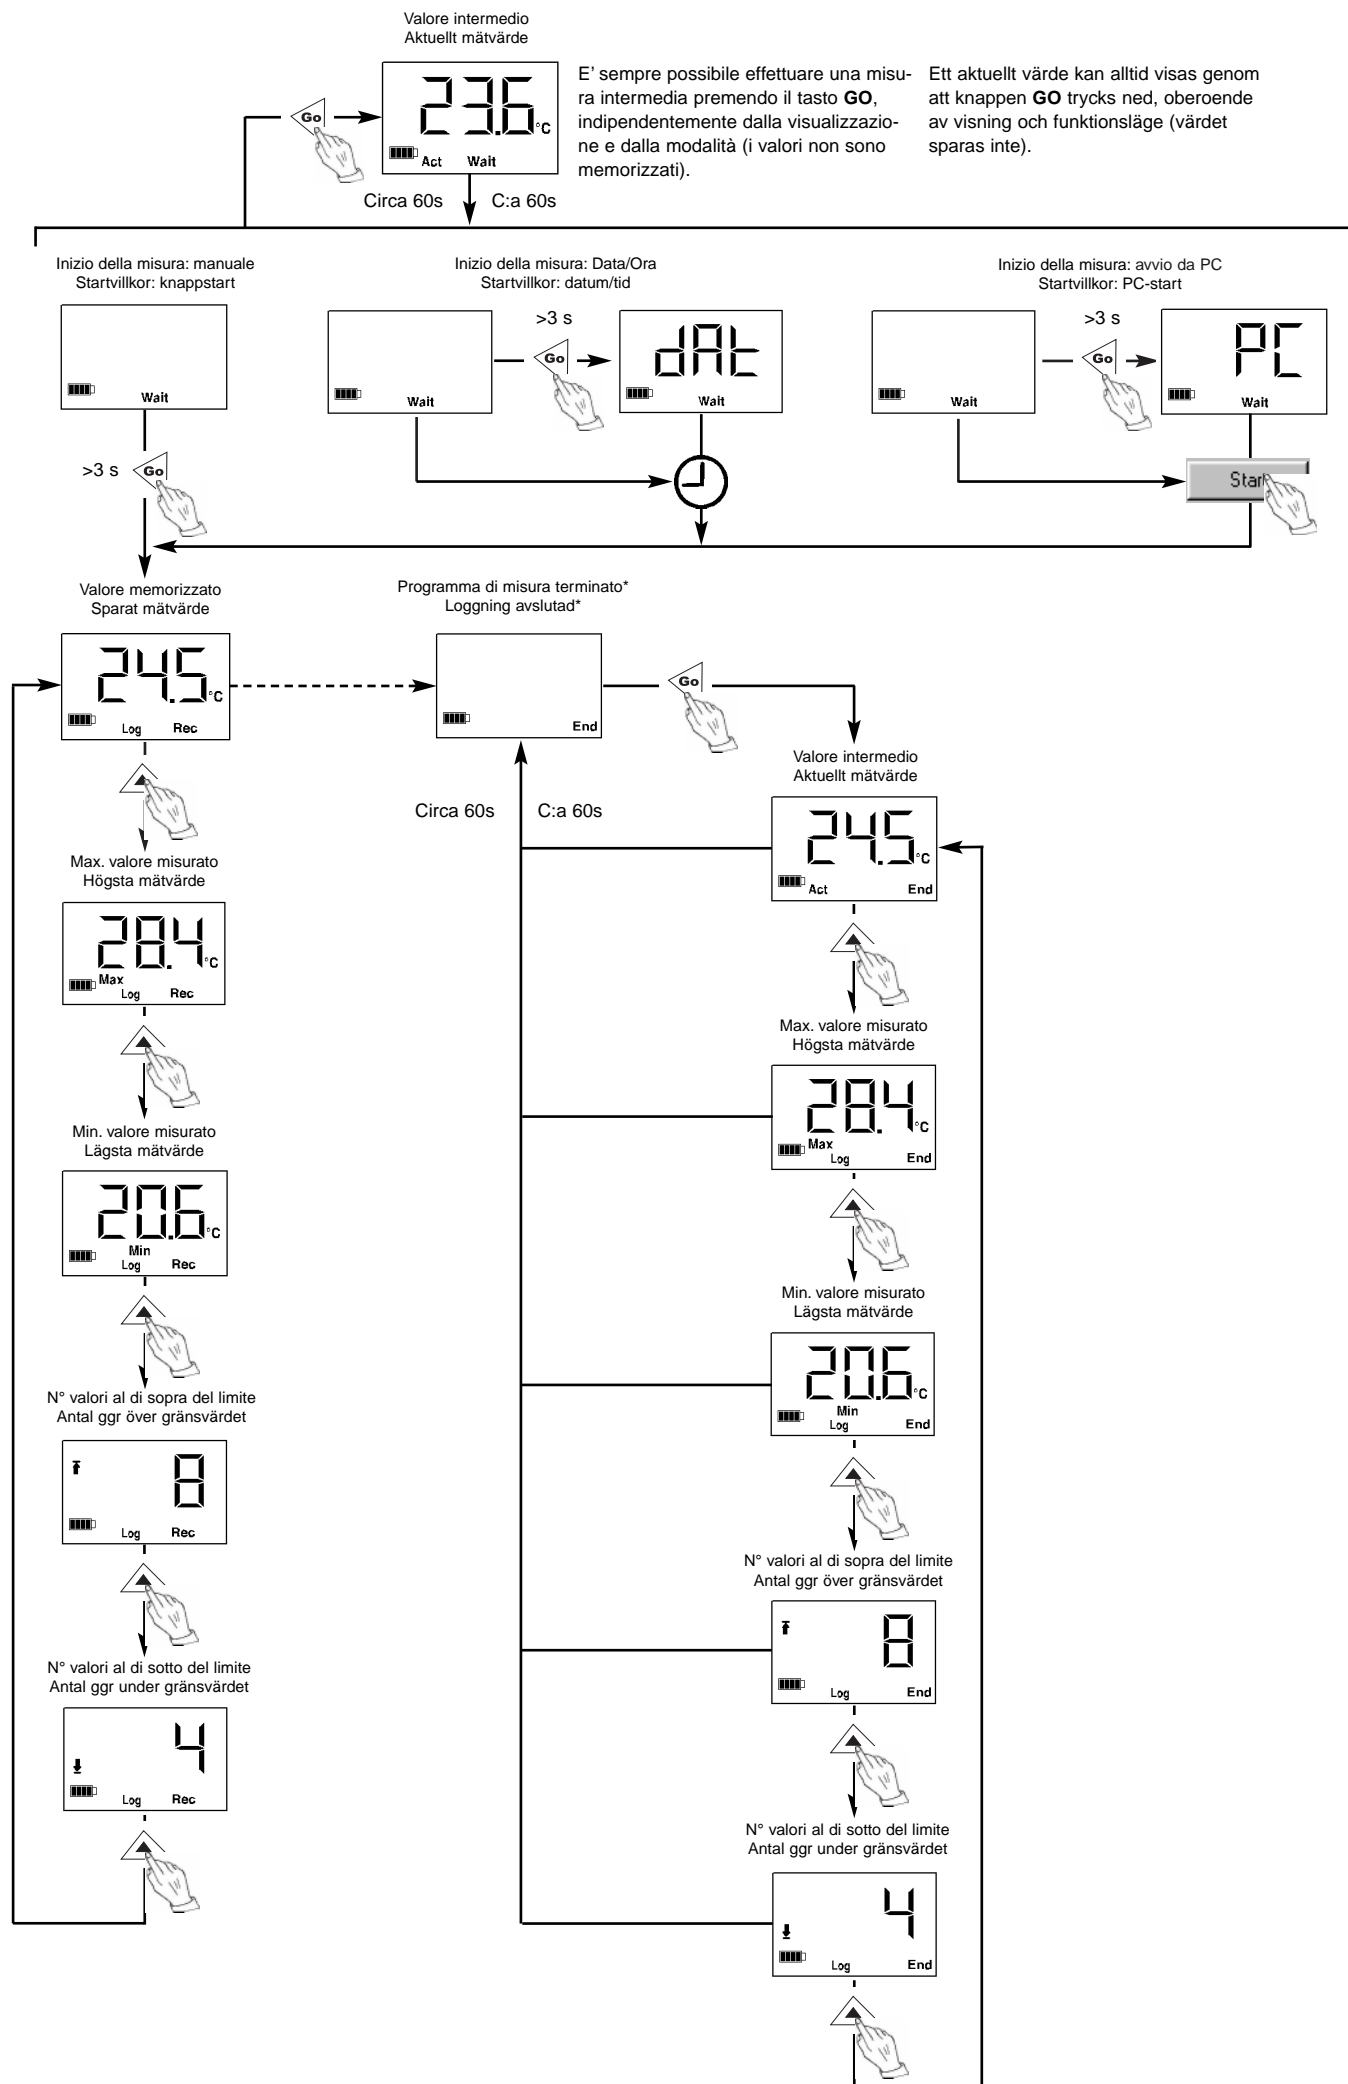 Valore intermedio
Aktuellt mätvärde
23.6 °C
Act Wait
Go
E' sempre possibile effettuare una misu-
ra intermedia premendo il tasto GO,
indipendentemente dalla visualizzazio-
ne e dalla modalità (i valori non sono
memorizzati).
Ett aktuellt värde kan alltid visas genom
att knappen GO trycks ned, oberoende
av visning och funktionsläge (värdet
sparas inte).
Circa 60s C:a 60s
Inizio della misura: manuale
Startvillkor: knappstart
Wait
>3 s Go
Inizio della misura: Data/Ora
Startvillkor: datum/tid
Wait
>3 s
Go
dAt
Wait
Inizio della misura: avvio da PC
Startvillkor: PC-start
Wait
>3 s
Go
PC
Wait
Start
Valore memorizzato
Sparat mätvärde
24.5 °C
Log Rec
Max. valore misurato
Högsta mätvärde
28.4 °C
Max
Log Rec
Min. valore misurato
Lägsta mätvärde
20.6 °C
Min
Log Rec
N° valori al di sopra del limite
Antal ggr över gränsvärdet
8
Log Rec
N° valori al di sotto del limite
Antal ggr under gränsvärdet
4
Log Rec
Programma di misura terminato*
Loggning avslutad*
End
Go
Circa 60s C:a 60s
Valore intermedio
Aktuellt mätvärde
24.5 °C
Act End
Max. valore misurato
Högsta mätvärde
28.4 °C
Max
Log End
Min. valore misurato
Lägsta mätvärde
20.6 °C
Min
Log End
N° valori al di sopra del limite
Antal ggr över gränsvärdet
8
Log End
N° valori al di sotto del limite
Antal ggr under gränsvärdet
4
Log End